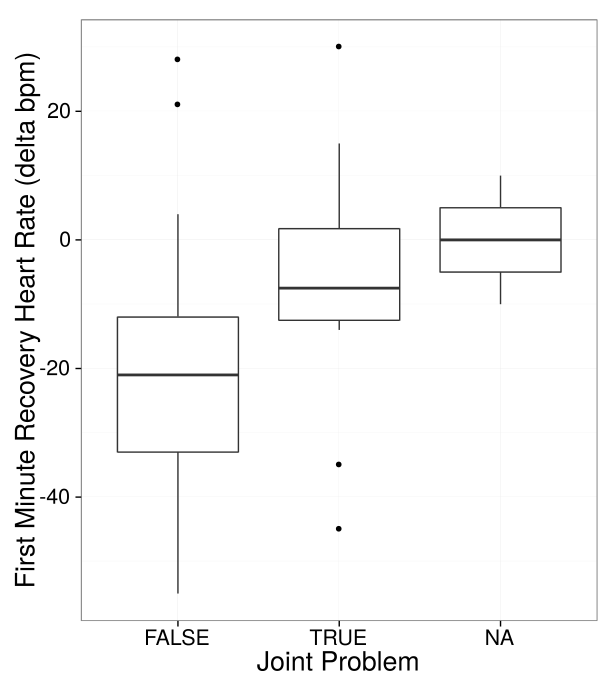 First Minute Recovery Heart Rate (delta bpm)
20
0
-20
-40
FALSE TRUE NA
Joint Problem